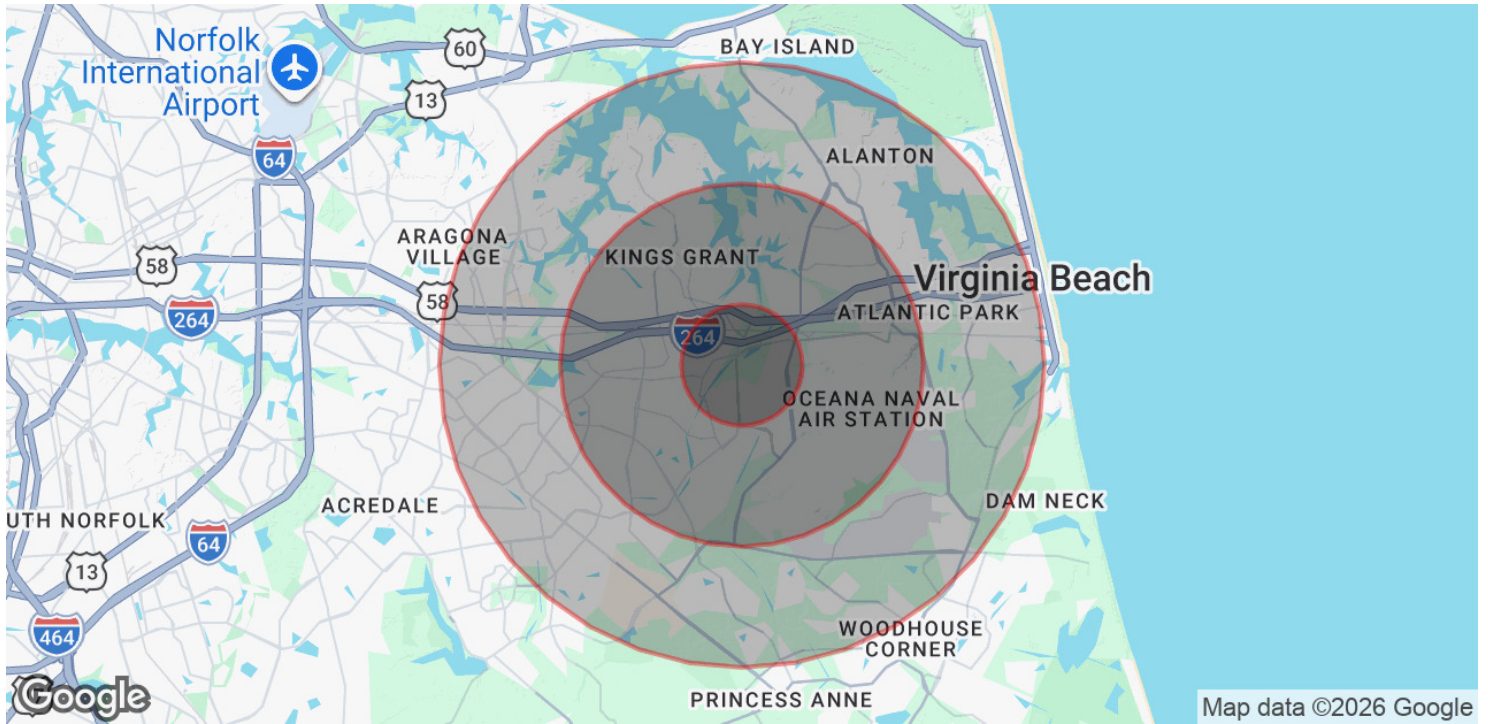 BAY ISLAND
60
Norfolk
International
Airport
13
64
ALANTON
ARAGONA
VILLAGE
KINGS GRANT
58
58
Virginia Beach
264
ATLANTIC PARK
264
OCEANA NAVAL
AIR STATION
ACREDALE
DAM NECK
UTH NORFOLK
64
13
464
WOODHOUSE
CORNER
PRINCESS ANNE
Google
Map data ©2026 Google